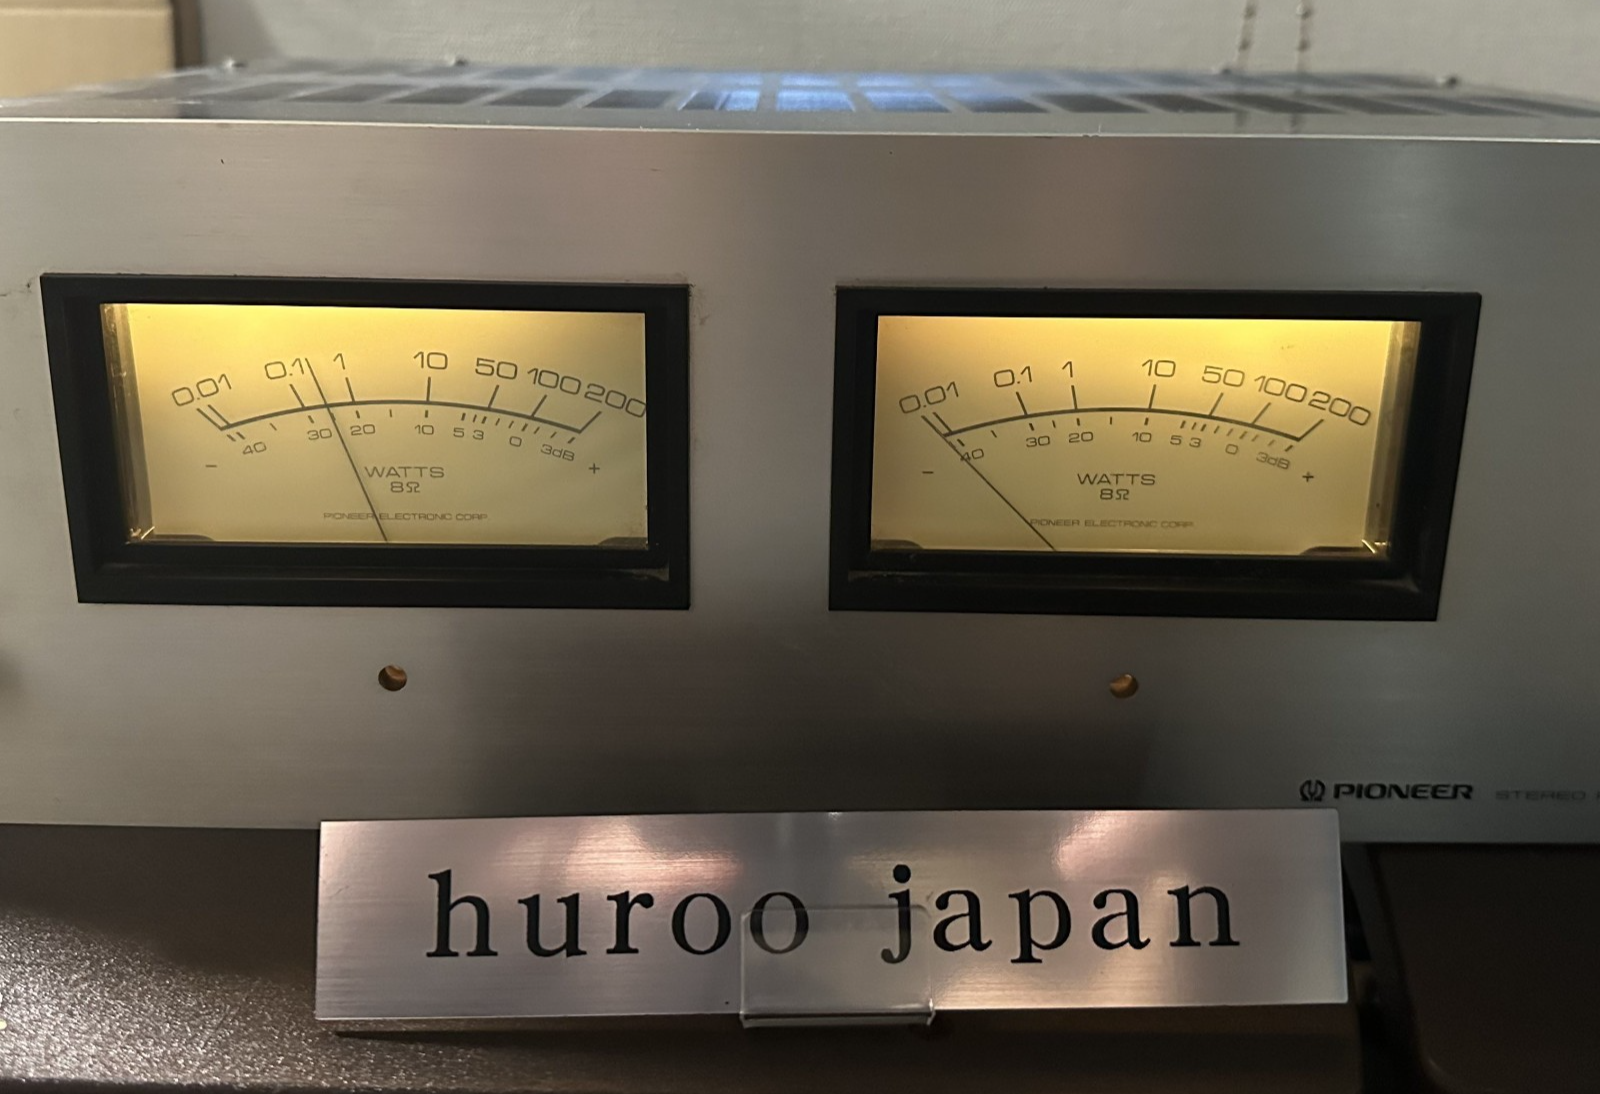 0.01 0.1 1 10 50 100 200
40 30 20 10 5 3 0 3dB
- +
WATTS
8Ω
PIONEER ELECTRONIC CORP.
0.01 0.1 1 10 50 100 200
40 30 20 10 5 3 0 3dB
- +
WATTS
8Ω
PIONEER ELECTRONIC CORP.
PIONEER STEREO
huroo japan